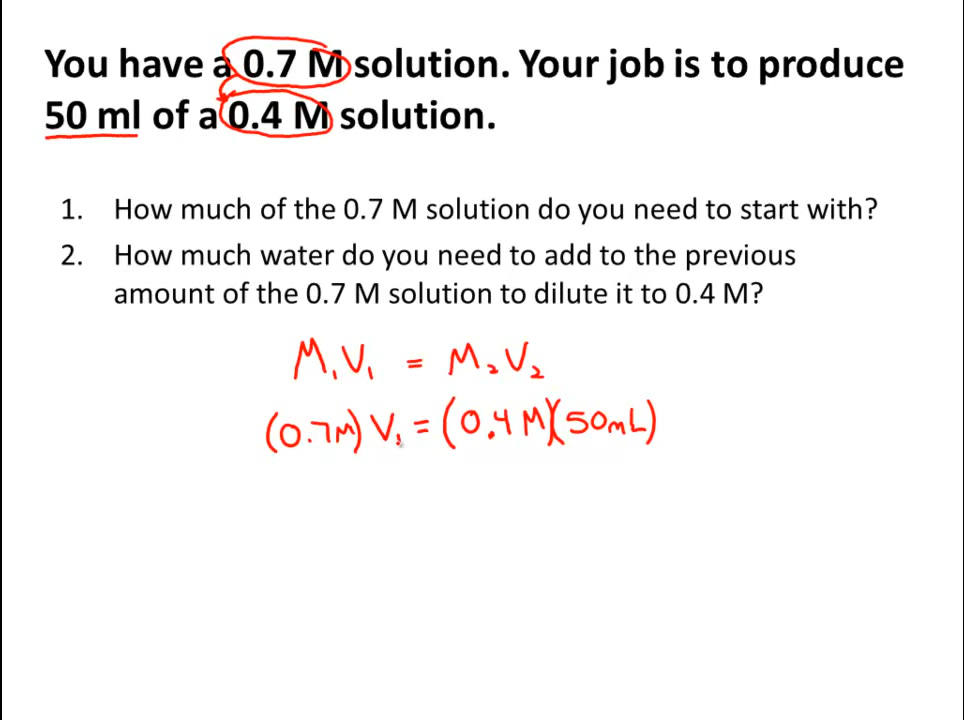 You have a 0.7 M solution. Your job is to produce
50 ml of a 0.4 M solution.
1. How much of the 0.7 M solution do you need to start with?
2. How much water do you need to add to the previous
amount of the 0.7 M solution to dilute it to 0.4 M?
M₁V₁ = M₂V₂
(0.7M) V₁ = (0.4M)(50mL)